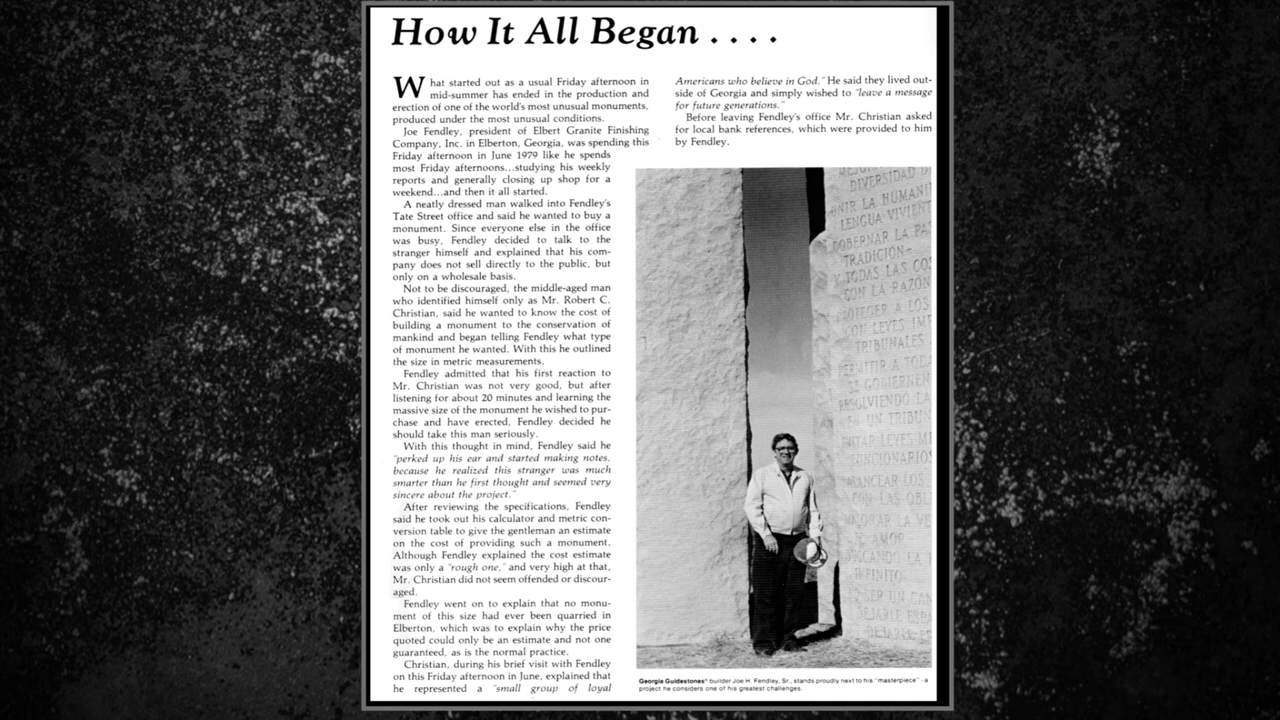 How It All Began . . . .
What started out as a usual Friday afternoon in
mid-summer has ended in the production and
erection of one of the world's most unusual monuments,
produced under the most unusual conditions.
Joe Fendley, president of Elbert Granite Finishing
Company, Inc. in Elberton, Georgia, was spending this
Friday afternoon in June 1979 like he spends
most Friday afternoons...studying his weekly
reports and generally closing up shop for a
weekend...and then it all started.
A neatly dressed man walked into Fendley's
Tate Street office and said he wanted to buy a
monument. Since everyone else in the office
was busy, Fendley decided to talk to the
stranger himself and explained that his com-
pany does not sell directly to the public, but
only on a wholesale basis.
Not to be discouraged, the middle-aged man
who identified himself only as Mr. Robert C.
Christian, said he wanted to know the cost of
building a monument to the conservation of
mankind and began telling Fendley what type
of monument he wanted. With this he outlined
the size in metric measurements.
Fendley admitted that his first reaction to
Mr. Christian was not very good, but after
listening for about 20 minutes and learning the
massive size of the monument he wished to pur-
chase and have erected, Fendley decided he
should take this man seriously.
With this thought in mind, Fendley said he
"perked up his ear and started making notes,
because he realized this stranger was much
smarter than he first thought and seemed very
sincere about the project."
After reviewing the specifications, Fendley
said he took out his calculator and metric con-
version table to give the gentleman an estimate
on the cost of providing such a monument.
Although Fendley explained the cost estimate
was only a "rough one," and very high at that,
Mr. Christian did not seem offended or discour-
aged.
Fendley went on to explain that no monu-
ment of this size had ever been quarried in
Elberton, which was to explain why the price
quoted could only be an estimate and not one
guaranteed, as is the normal practice.
Christian, during his brief visit with Fendley
on this Friday afternoon in June, explained that
he represented a "small group of loyal
Americans who believe in God." He said they lived out-
side of Georgia and simply wished to "leave a message
for future generations."
Before leaving Fendley's office Mr. Christian asked
for local bank references, which were provided to him
by Fendley.
DIVERSIDAD
UNIR LA HUMANI
LENGUA VIVIENT
GOBERNAR LA PA
TRADICION-
TODAS LAS CO
CON LA RAZÓN
PROTEGER A LOS
CON LEYES IMP
TRIBUNALES
PERMITIR A TODA
SE GOBIERNEN
RESOLVIENDO LA
EN UN TRIBUN
EVITAR LEYES
FUNCIONARIOS
BALANCEAR LOS
CON LAS OBL
LA VE
AMOR
BUSCANDO LA
INFINITO
NO SER UN CAN
DEJARLE ESPA
DEJARLE
Georgia Guidestones* builder Joe H. Fendley, Sr., stands proudly next to his "masterpiece" - a
project he considers one of his greatest challenges.